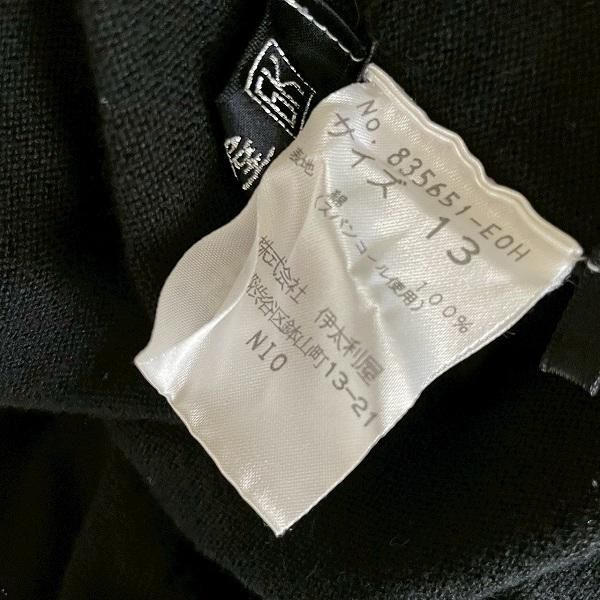 No. 835651-EOH
サイズ 13
表地 綿 100%
(スパンコール使用)
株式会社 伊太利屋
渋谷区鉢山町13-21
NIO